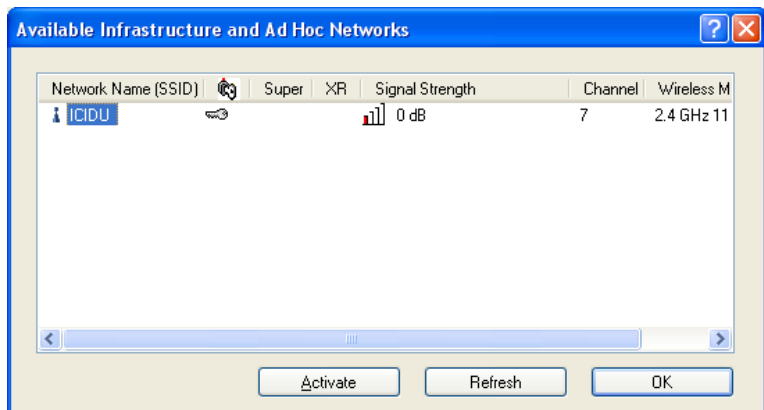 Available Infrastructure and Ad Hoc Networks
Network Name (SSID) Super XR Signal Strength Channel Wireless M
ICIDU 0 dB 7 2.4 GHz 11
Activate Refresh OK